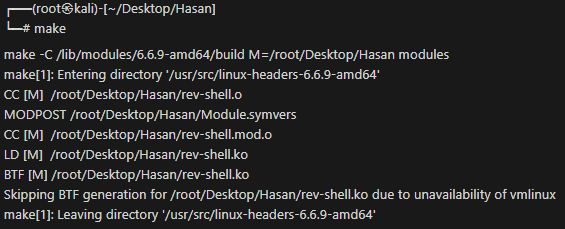 ┌──(root㉿kali)-[~/Desktop/Hasan]
└─# make
make -C /lib/modules/6.6.9-amd64/build M=/root/Desktop/Hasan modules
make[1]: Entering directory '/usr/src/linux-headers-6.6.9-amd64'
CC [M]  /root/Desktop/Hasan/rev-shell.o
MODPOST /root/Desktop/Hasan/Module.symvers
CC [M]  /root/Desktop/Hasan/rev-shell.mod.o
LD [M]  /root/Desktop/Hasan/rev-shell.ko
BTF [M] /root/Desktop/Hasan/rev-shell.ko
Skipping BTF generation for /root/Desktop/Hasan/rev-shell.ko due to unavailability of vmlinux
make[1]: Leaving directory '/usr/src/linux-headers-6.6.9-amd64'